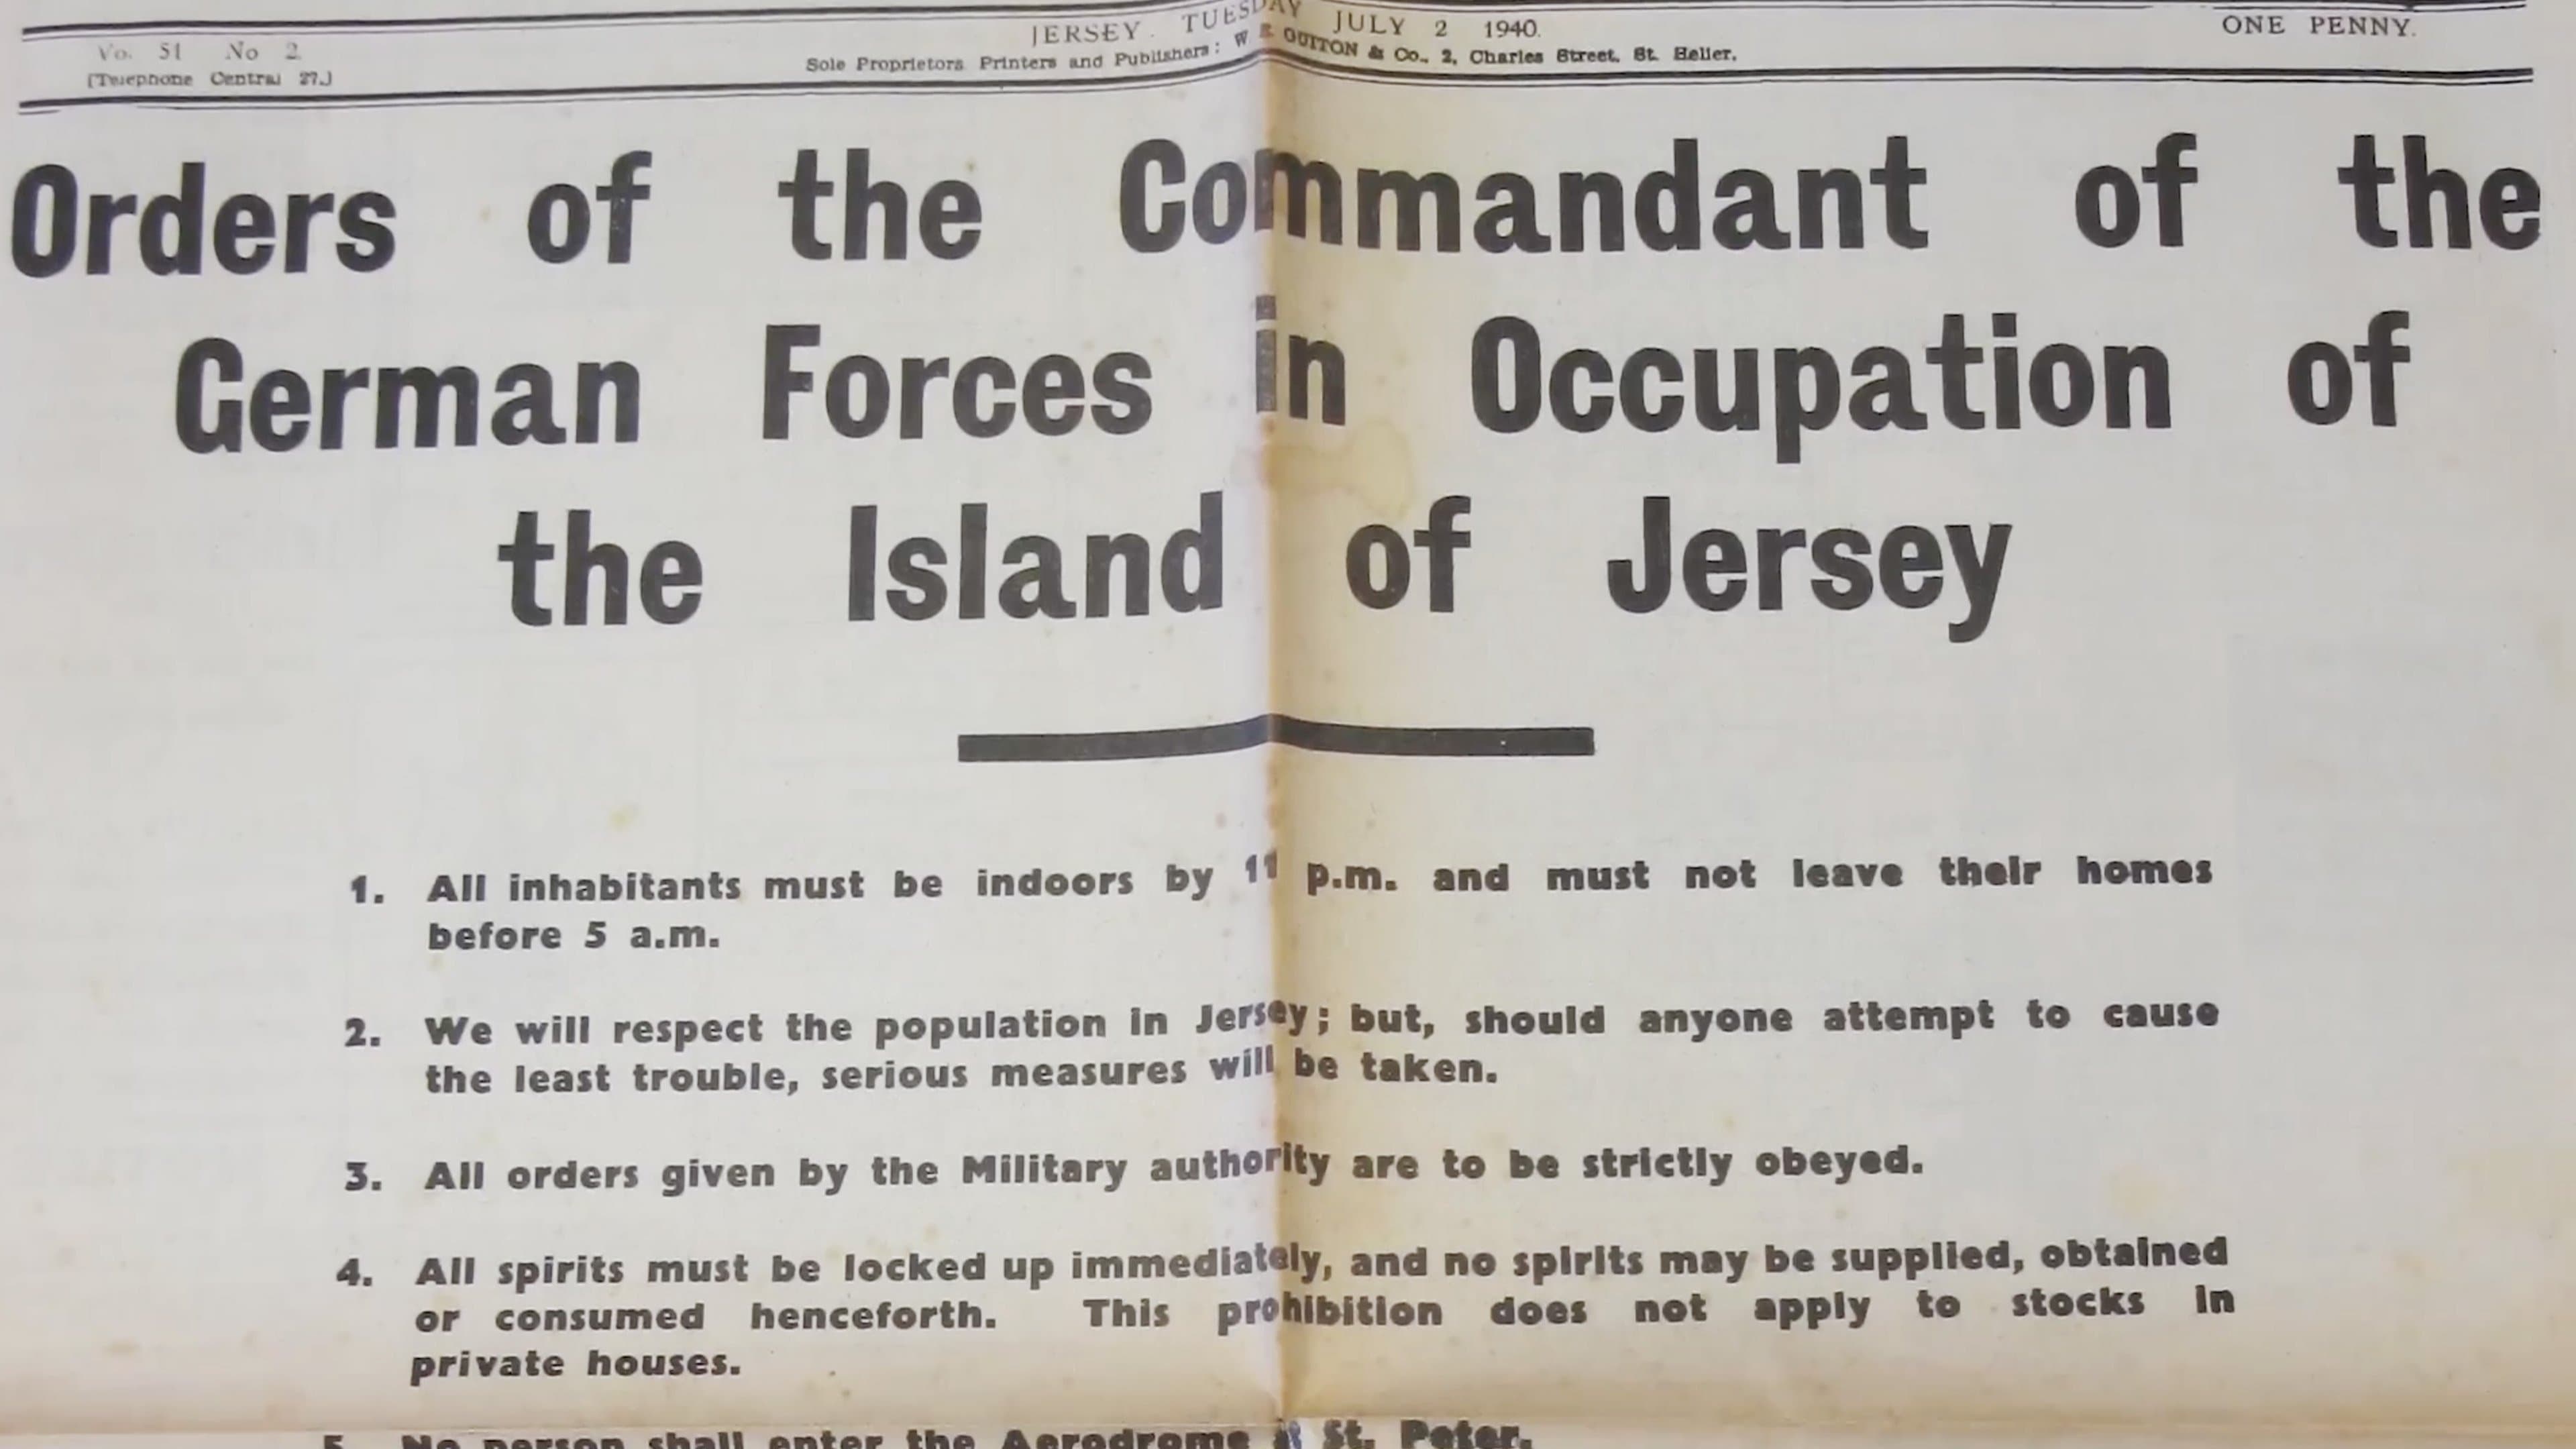 JERSEY. TUESDAY JULY 2 1940.
ONE PENNY.
Vo. 51 No 2.
Sole Proprietors Printers and Publishers: W E GUITON & Co., 2, Charles Street, St. Helier.
[Telephone Central 27.]
Orders of the Commandant of the
German Forces in Occupation of
the Island of Jersey
1. All inhabitants must be indoors by 11 p.m. and must not leave their homes
before 5 a.m.
2. We will respect the population in Jersey; but, should anyone attempt to cause
the least trouble, serious measures will be taken.
3. All orders given by the Military authority are to be strictly obeyed.
4. All spirits must be locked up immediately, and no spirits may be supplied, obtained
or consumed henceforth. This prohibition does not apply to stocks in
private houses.
5. No person shall enter the Aerodrome at St. Peter.